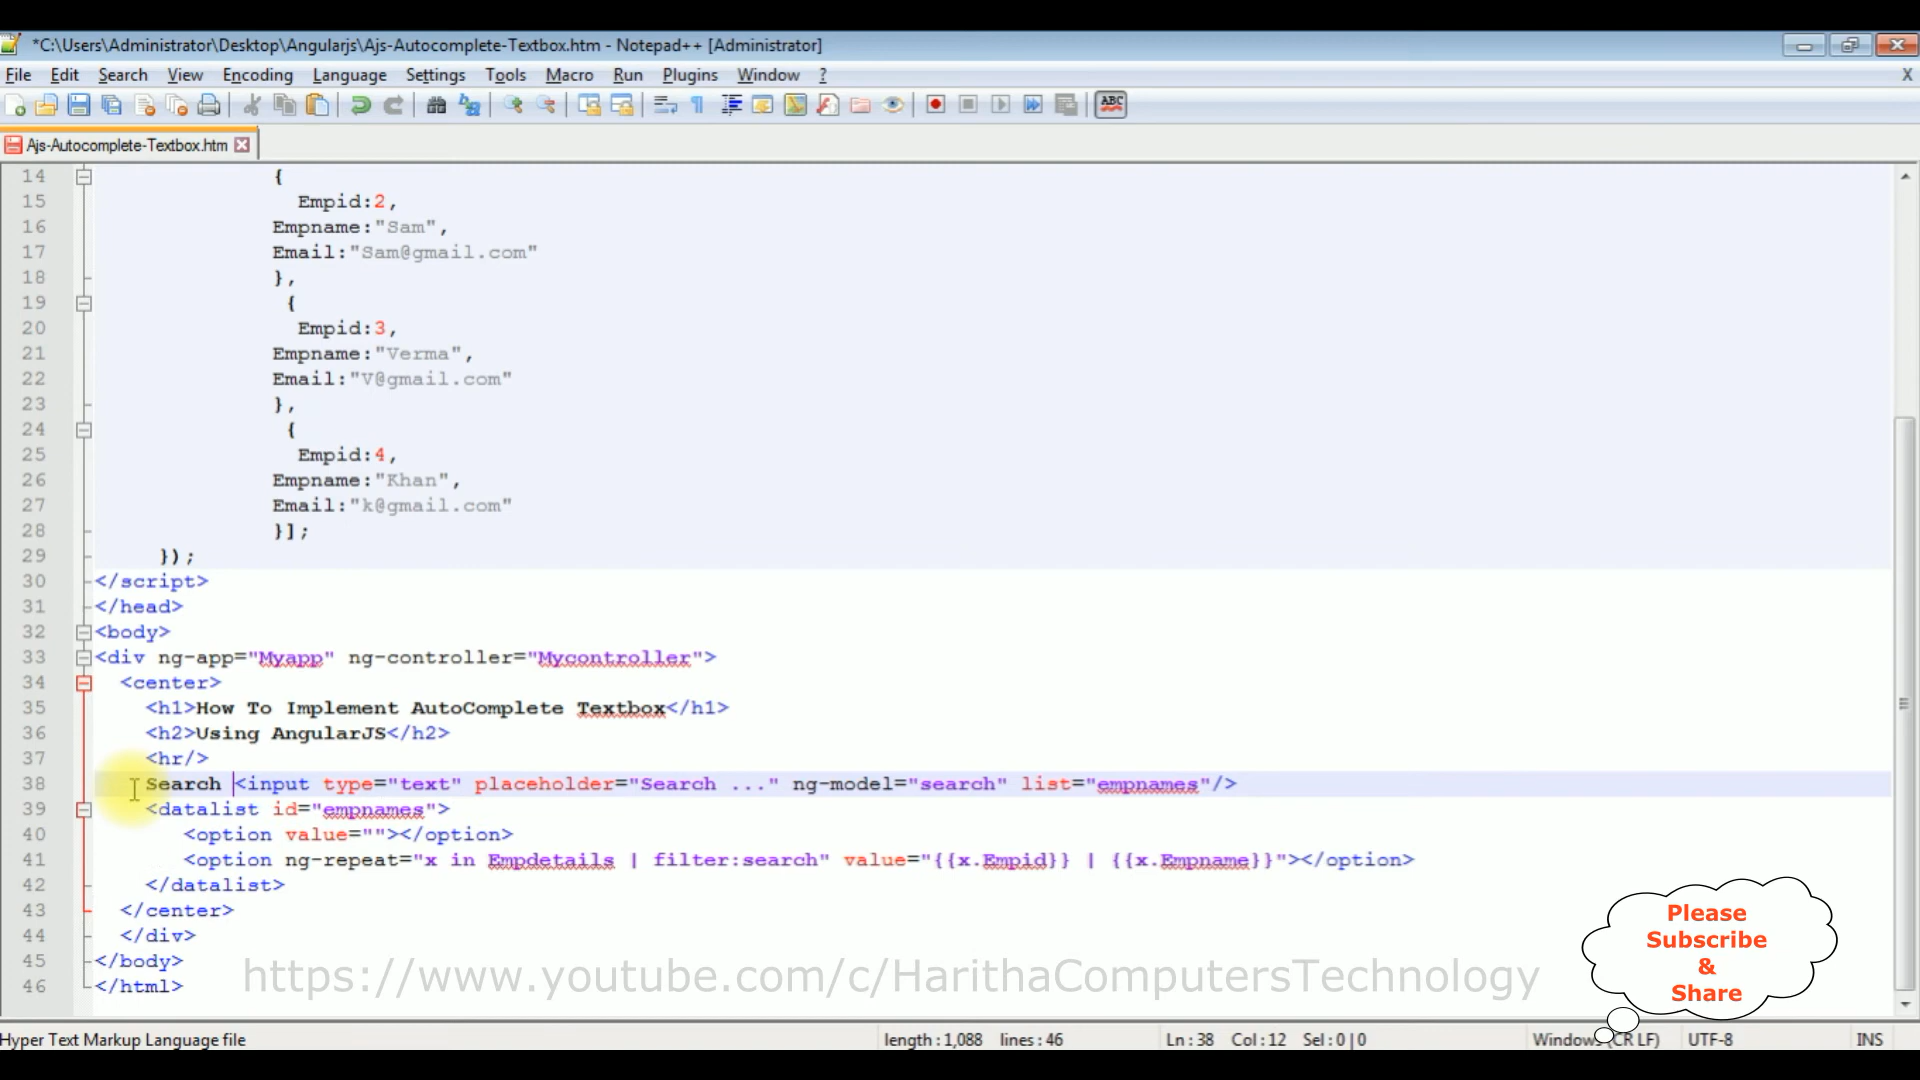 *C:\Users\Administrator\Desktop\Angularjs\Ajs-Autocomplete-Textbox.htm - Notepad++ [Administrator]
File Edit Search View Encoding Language Settings Tools Macro Run Plugins Window ? X
ABC
Ajs-Autocomplete-Textbox.htm
14 {
15 Empid:2,
16 Empname:"Sam",
17 Email:"Sam@gmail.com"
18 },
19 {
20 Empid:3,
21 Empname:"Verma",
22 Email:"V@gmail.com"
23 },
24 {
25 Empid:4,
26 Empname:"Khan",
27 Email:"k@gmail.com"
28 }];
29 });
30 </script>
31 </head>
32 <body>
33 <div ng-app="Myapp" ng-controller="Mycontroller">
34 <center>
35 <h1>How To Implement AutoComplete Textbox</h1>
36 <h2>Using AngularJS</h2>
37 <hr/>
38 Search <input type="text" placeholder="Search ..." ng-model="search" list="empnames"/>
39 <datalist id="empnames">
40 <option value=""></option>
41 <option ng-repeat="x in Empdetails | filter:search" value="{{x.Empid}} | {{x.Empname}}"></option>
42 </datalist>
43 </center>
44 </div>
45 </body>
46 </html>
https://www.youtube.com/c/HarithaComputersTechnology
Please
Subscribe
&
Share
Hyper Text Markup Language file length : 1,088 lines : 46 Ln : 38 Col : 12 Sel : 0 | 0 Windows (CR LF) UTF-8 INS